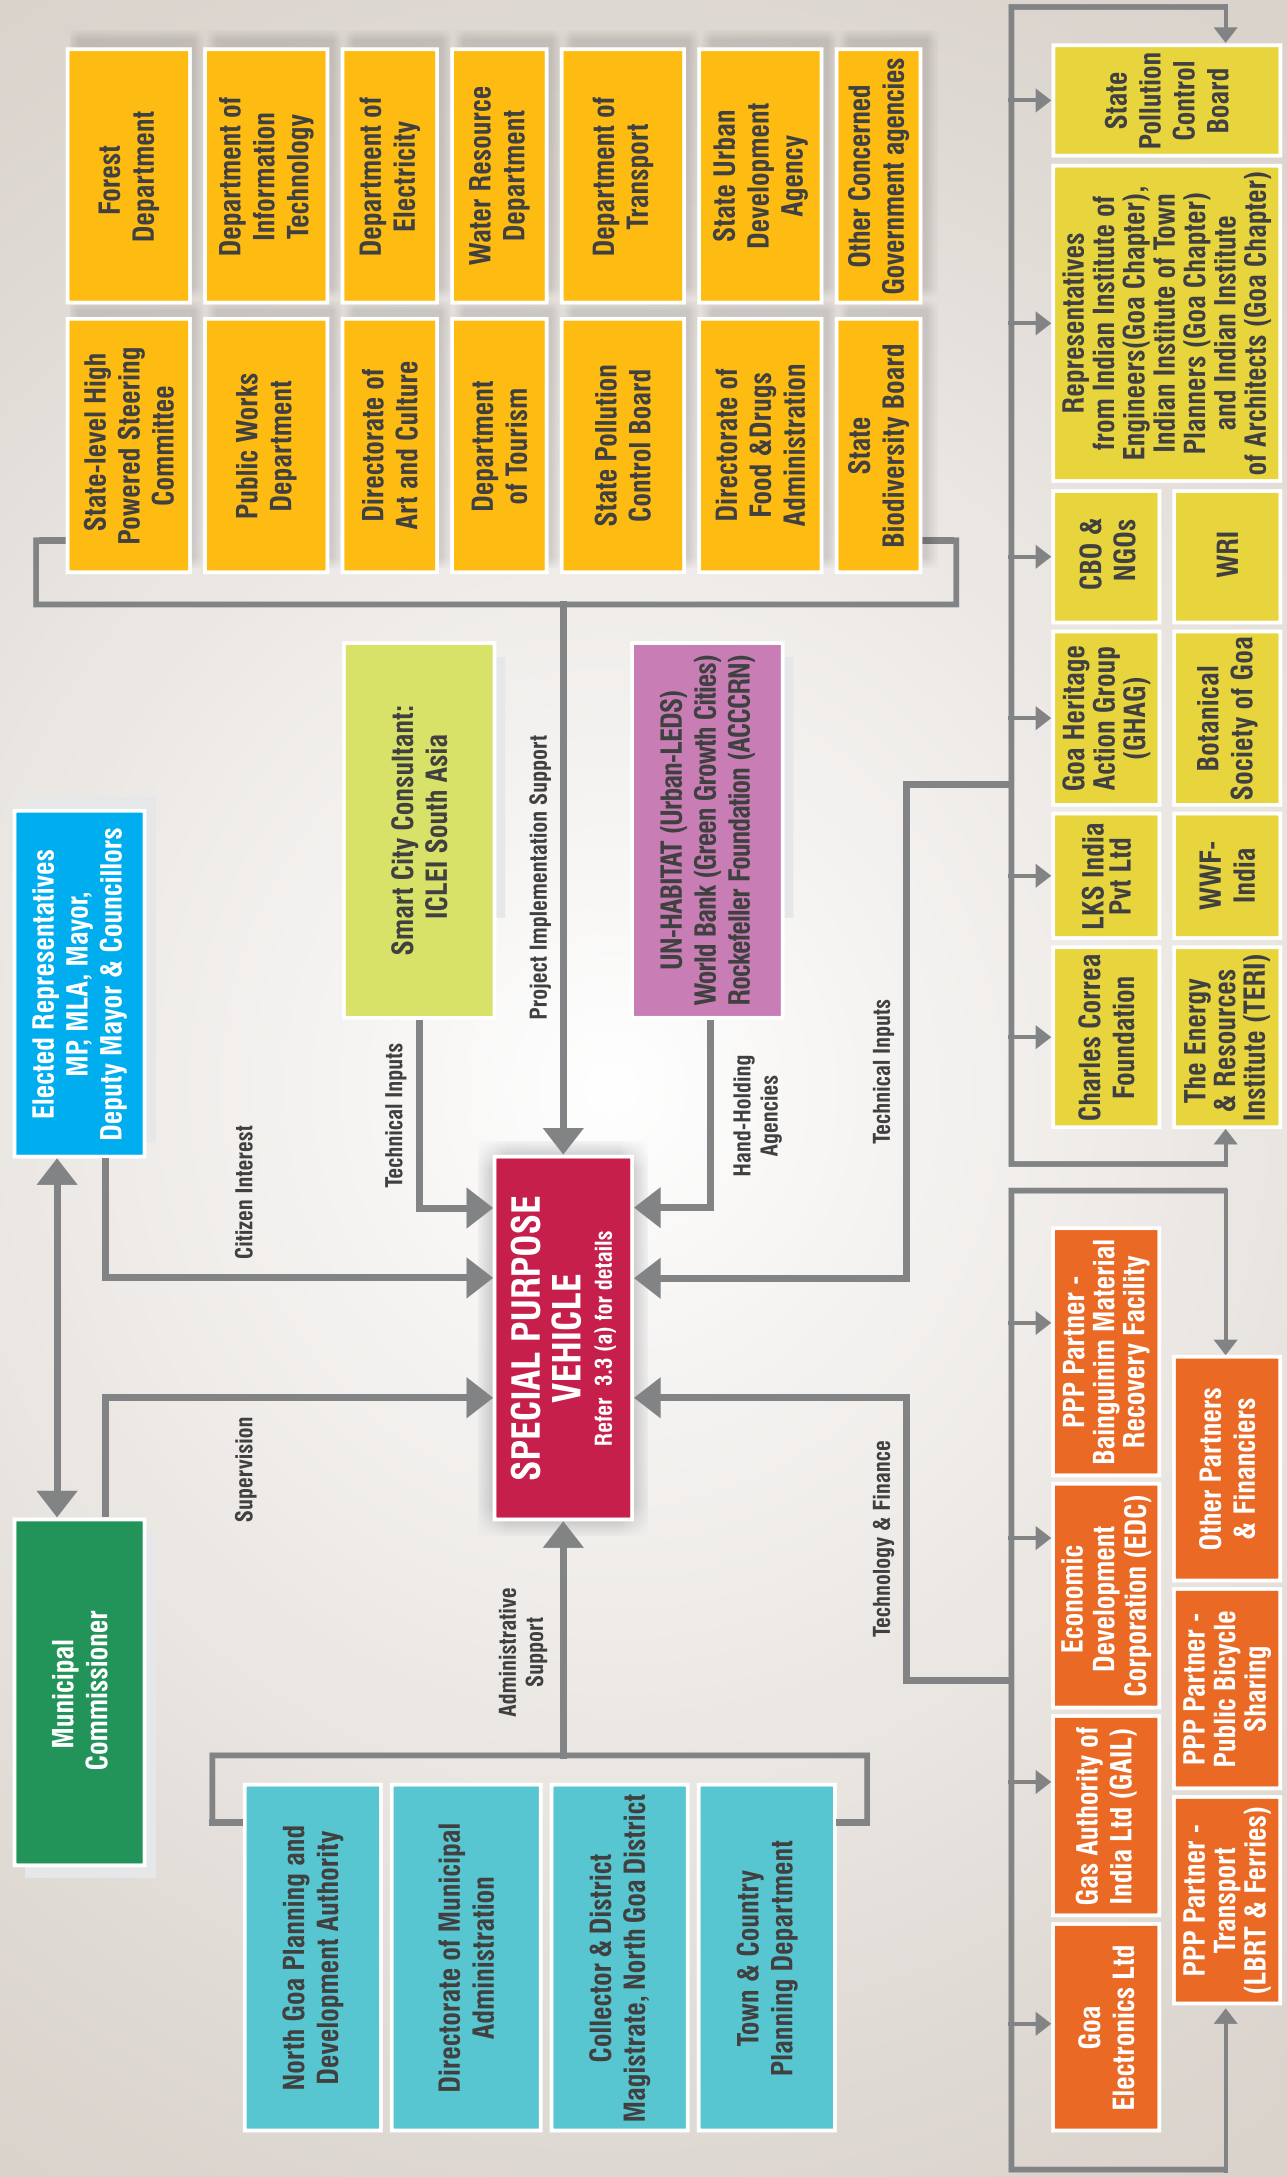 Municipal
Commissioner
Elected Representatives
MP, MLA, Mayor,
Deputy Mayor & Councillors
Supervision
Citizen Interest
North Goa Planning and
Development Authority
Directorate of Municipal
Administration
Collector & District
Magistrate, North Goa District
Town & Country
Planning Department
Administrative
Support
SPECIAL PURPOSE
VEHICLE
Refer 3.3 (a) for details
Technical Inputs
Smart City Consultant:
ICLEI South Asia
Project Implementation Support
Hand-Holding
Agencies
UN-HABITAT (Urban-LEDS)
World Bank (Green Growth Cities)
Rockefeller Foundation (ACCCRN)
State-level High
Powered Steering
Committee
Forest
Department
Public Works
Department
Department of
Information
Technology
Directorate of
Art and Culture
Department of
Electricity
Department
of Tourism
Water Resource
Department
State Pollution
Control Board
Department of
Transport
Directorate of
Food &Drugs
Administration
State Urban
Development
Agency
State
Biodiversity Board
Other Concerned
Government agencies
Technology & Finance
Technical Inputs
Goa
Electronics Ltd
Gas Authority of
India Ltd (GAIL)
Economic
Development
Corporation (EDC)
PPP Partner -
Bainguinim Material
Recovery Facility
PPP Partner -
Transport
(LBRT & Ferries)
PPP Partner -
Public Bicycle
Sharing
Other Partners
& Financiers
Charles Correa
Foundation
LKS India
Pvt Ltd
Goa Heritage
Action Group
(GHAG)
CBO &
NGOs
Representatives
from Indian Institute of
Engineers(Goa Chapter),
Indian Institute of Town
Planners (Goa Chapter)
and Indian Institute
of Architects (Goa Chapter)
State
Pollution
Control
Board
The Energy
& Resources
Institute (TERI)
WWF-
India
Botanical
Society of Goa
WRI